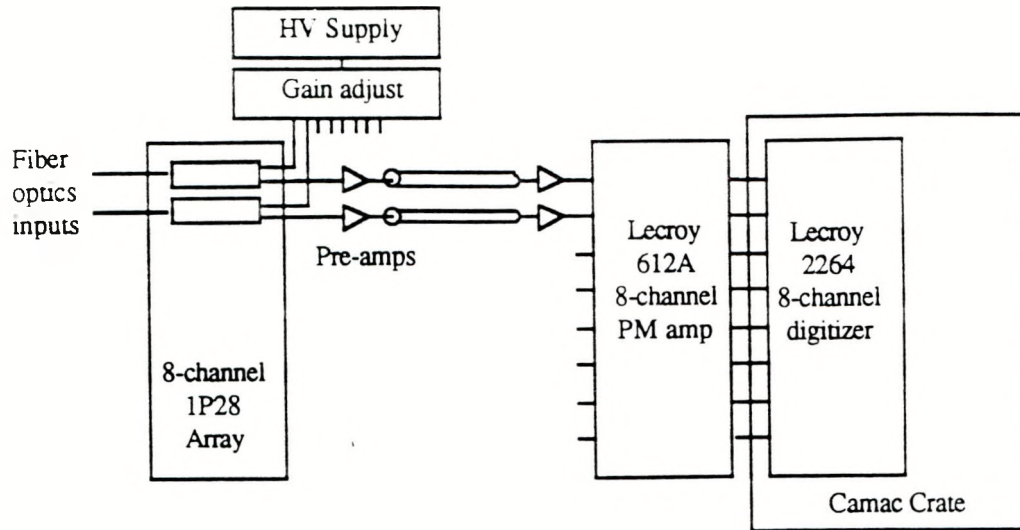 HV Supply
Gain adjust
Fiber
optics
inputs
Pre-amps
8-channel
1P28
Array
Lecroy
612A
8-channel
PM amp
Lecroy
2264
8-channel
digitizer
Camac Crate